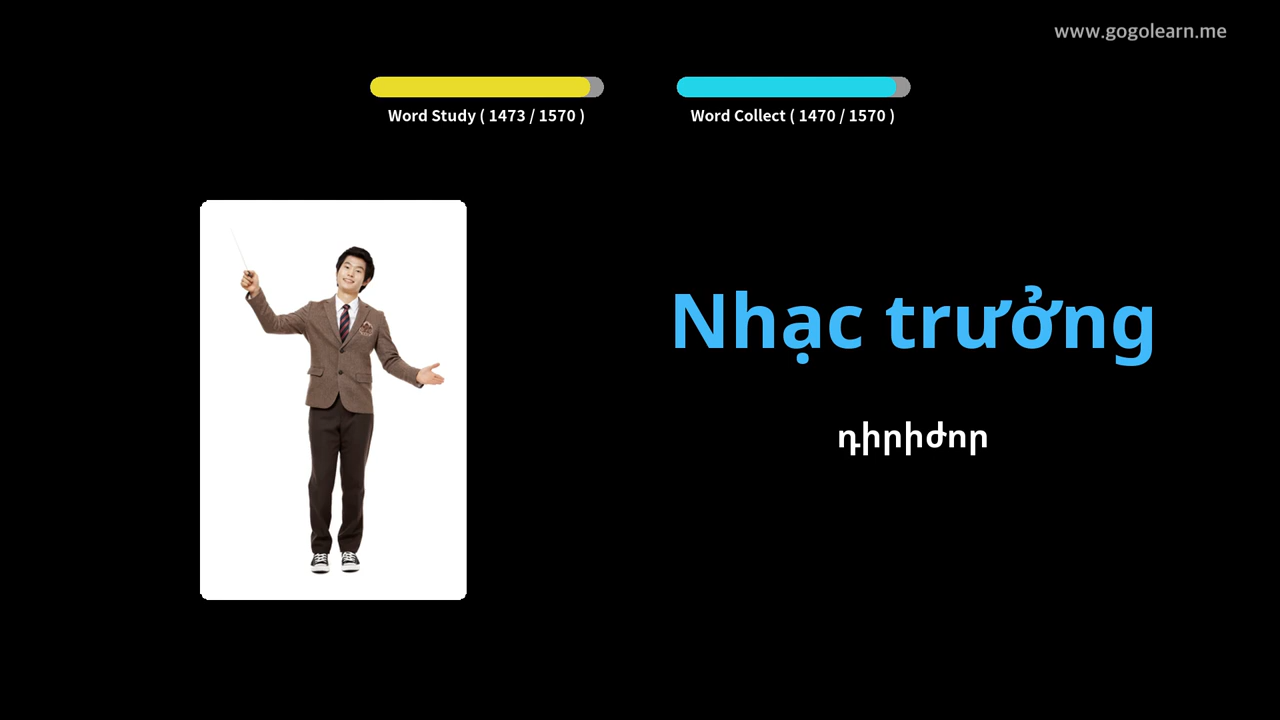 www.gogolearn.me
Word Study ( 1473 / 1570 )
Word Collect ( 1470 / 1570 )
Nhạc trưởng
դիրիժոր